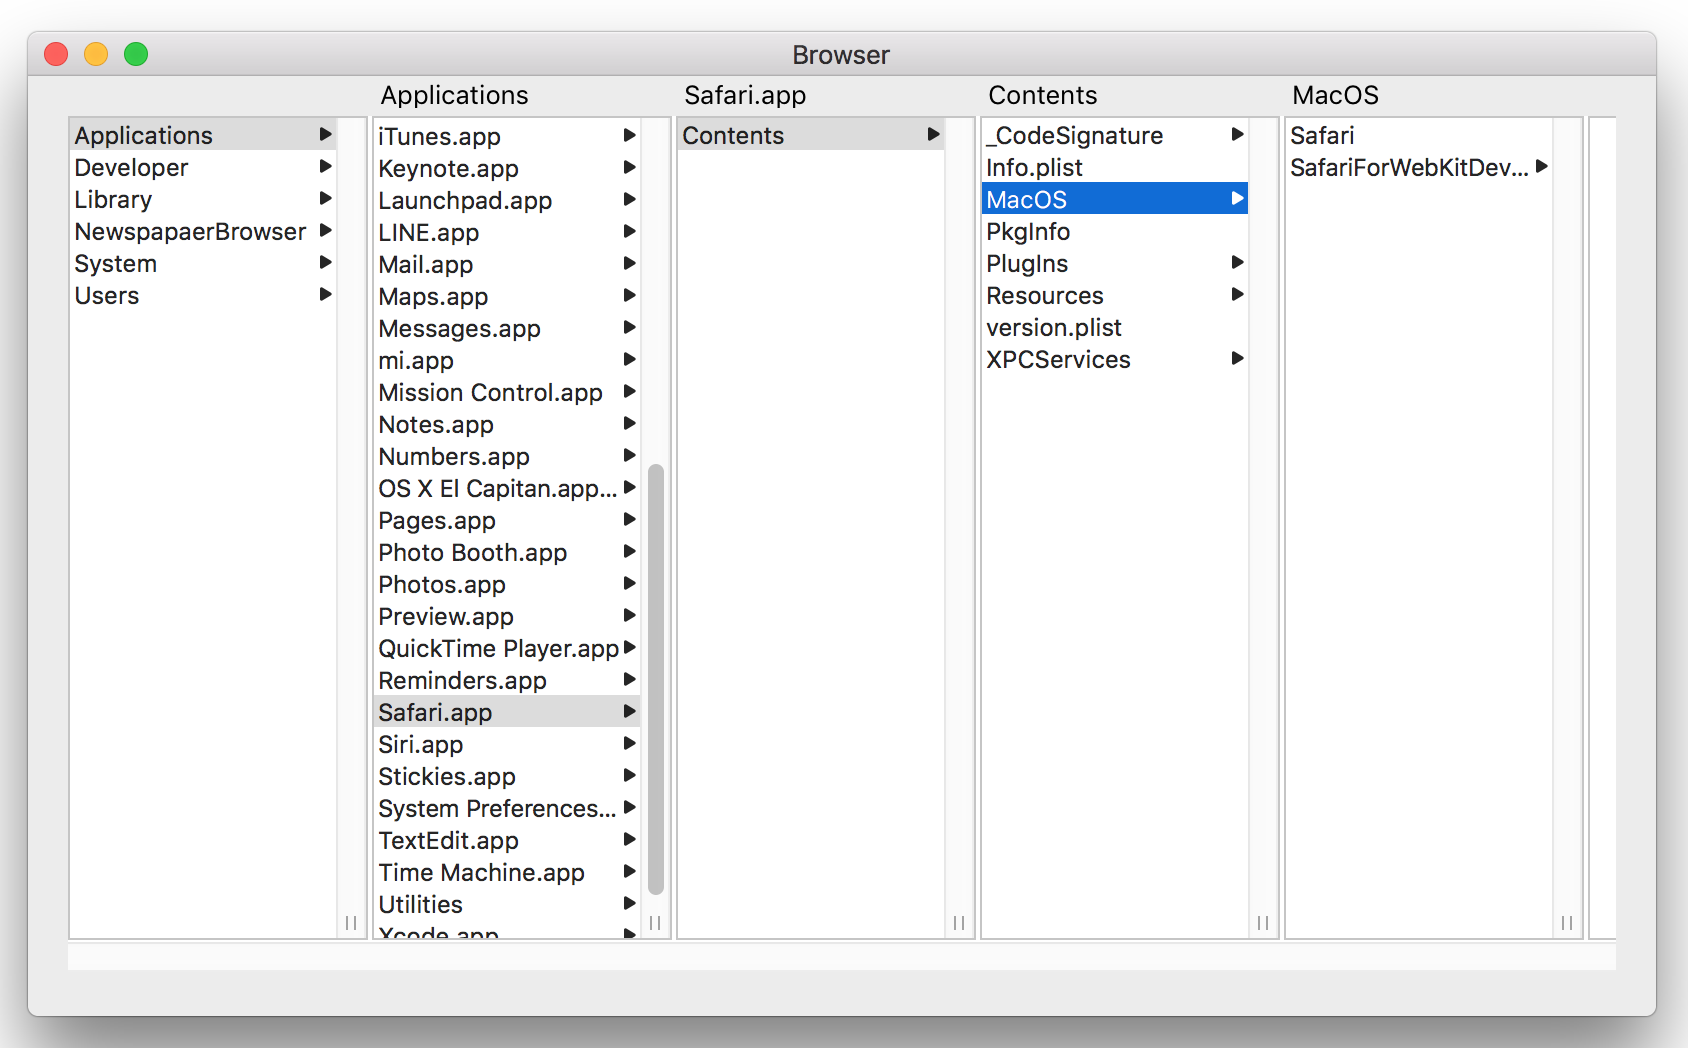 Browser
Applications
Safari.app
Contents
MacOS
Applications
Developer
Library
NewspapaerBrowser
System
Users
iTunes.app
Keynote.app
Launchpad.app
LINE.app
Mail.app
Maps.app
Messages.app
mi.app
Mission Control.app
Notes.app
Numbers.app
OS X El Capitan.app...
Pages.app
Photo Booth.app
Photos.app
Preview.app
QuickTime Player.app
Reminders.app
Safari.app
Siri.app
Stickies.app
System Preferences...
TextEdit.app
Time Machine.app
Utilities
Xcode.app
Contents
_CodeSignature
Info.plist
MacOS
PkgInfo
PlugIns
Resources
version.plist
XPCServices
Safari
SafariForWebKitDev...